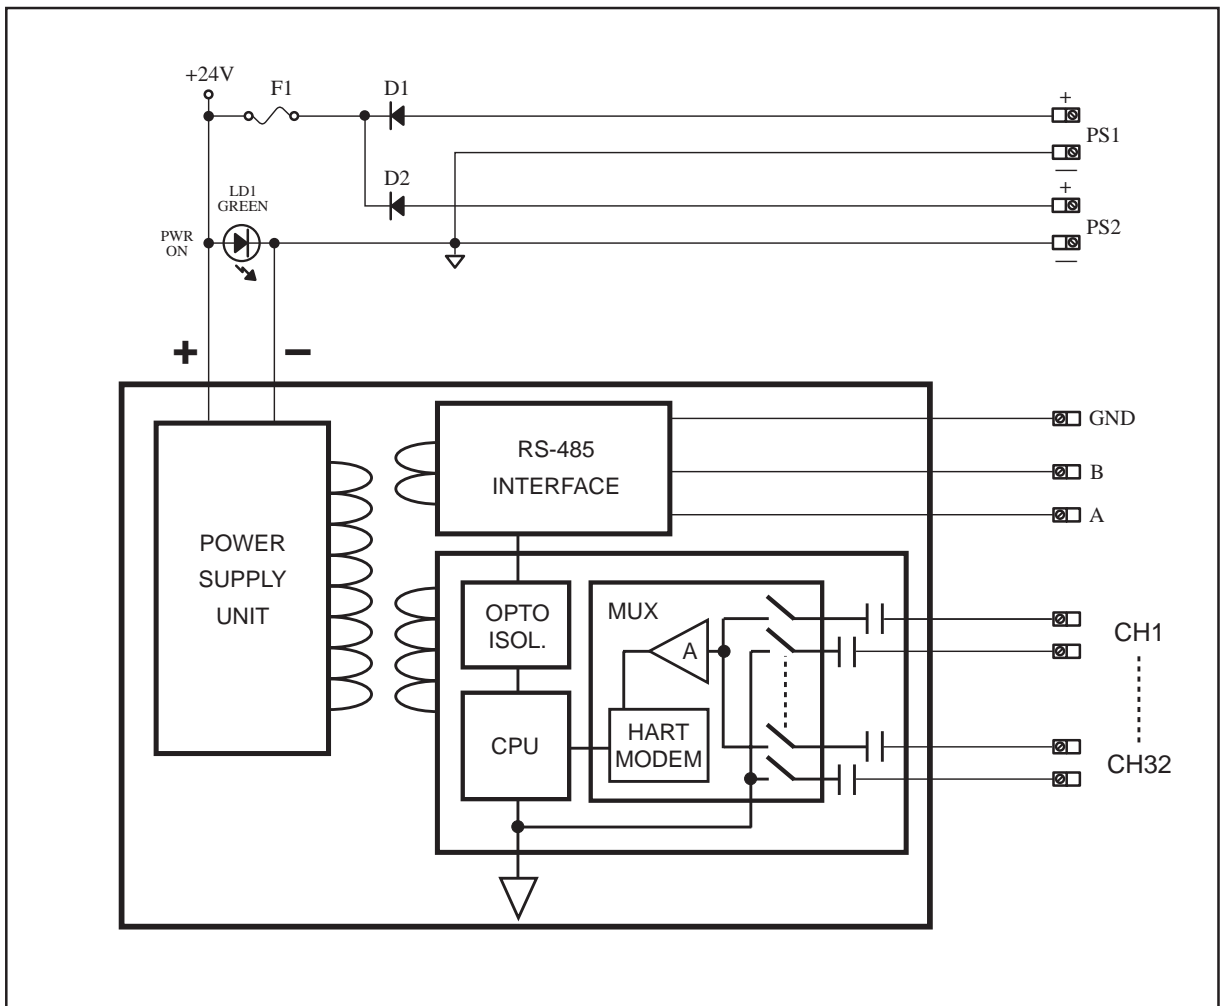 +24V
F1
D1
+
PS1
—
D2
+
LD1
GREEN
PWR
ON
PS2
—
+
−
GND
RS-485
INTERFACE
B
A
POWER
SUPPLY
UNIT
OPTO
ISOL.
MUX
A
CH1
CPU
HART
MODEM
CH32